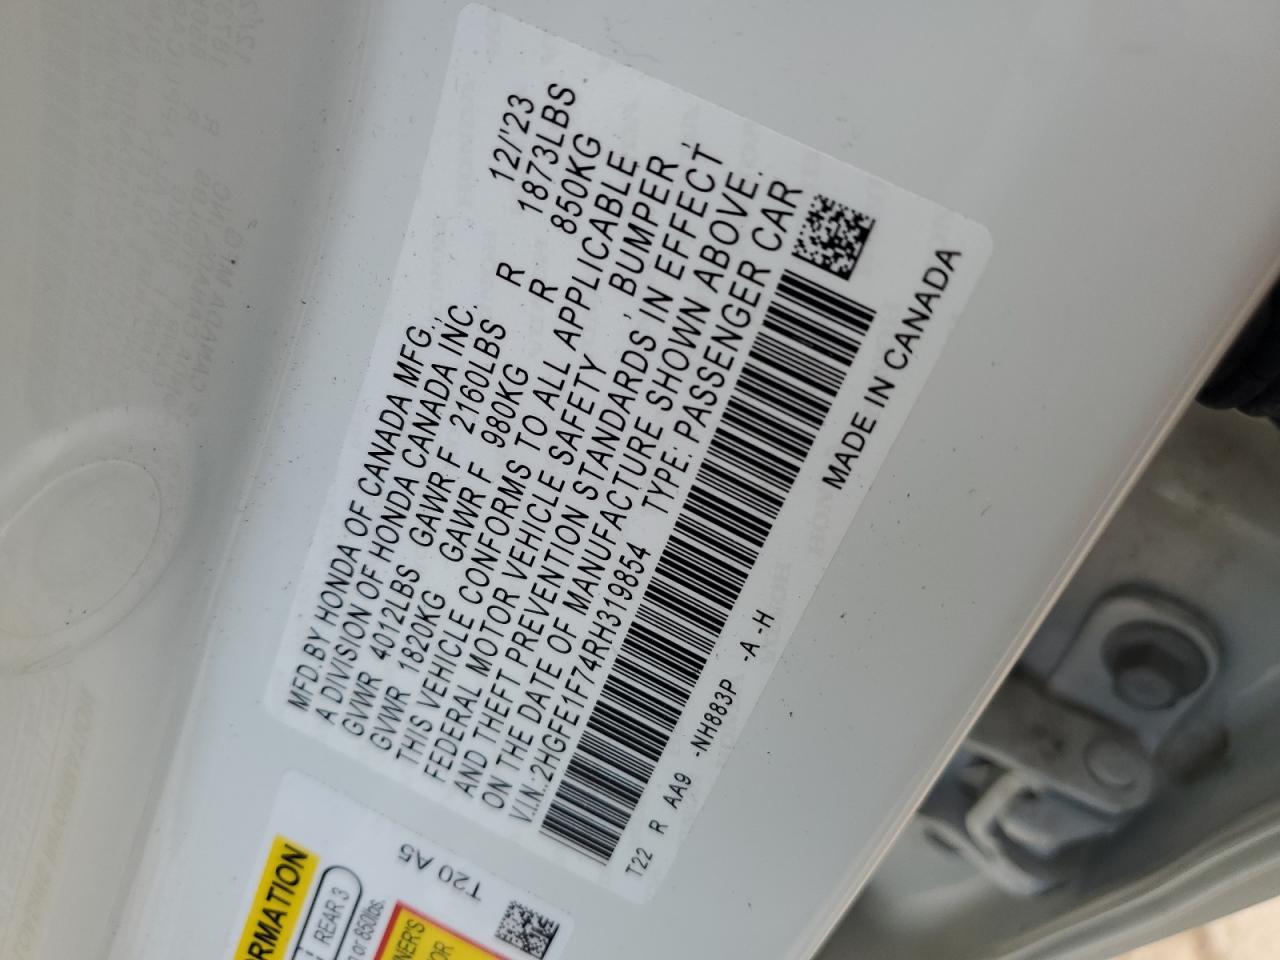 MFD.BY HONDA OF CANADA MFG., 12/'23
A DIVISION OF HONDA CANADA INC.
GVWR 4012LBS GAWR F 2160LBS R 1873LBS
GVWR 1820KG GAWR F 980KG R 850KG
THIS VEHICLE CONFORMS TO ALL APPLICABLE
FEDERAL MOTOR VEHICLE SAFETY , BUMPER ,
AND THEFT PREVENTION STANDARDS IN EFFECT
ON THE DATE OF MANUFACTURE SHOWN ABOVE.
V.I.N.:2HGFE1F74RH319854 TYPE: PASSENGER CAR
T22 R AA9 -NH883P -A -H
MADE IN CANADA
T20 A5
REAR 3
or 850lbs.